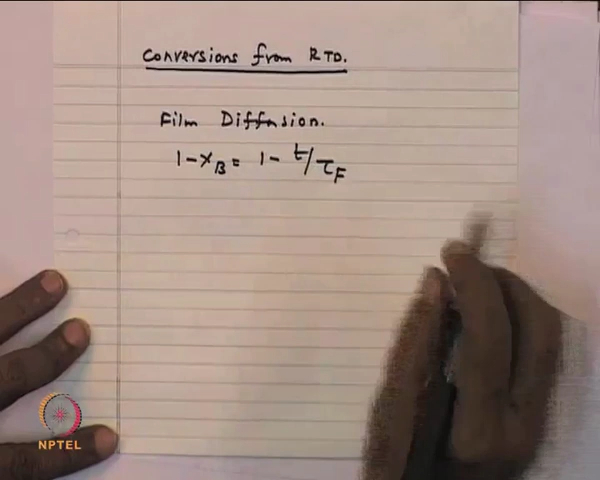 Conversions from RTD.
Film Diffusion.
1-x_B = 1- t/τ_F
NPTEL